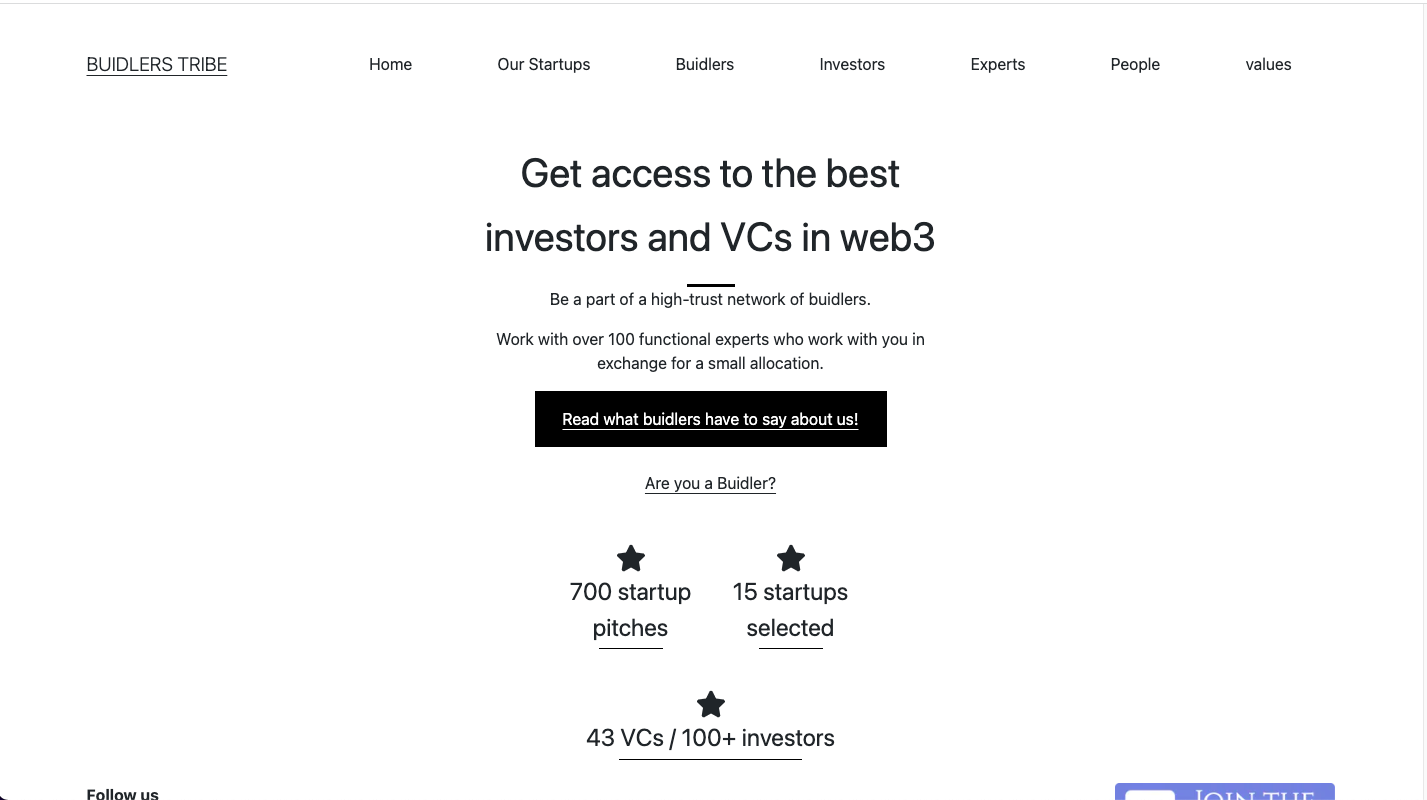 BUIDLERS TRIBE
Home
Our Startups
Buidlers
Investors
Experts
People
values
Get access to the best
investors and VCs in web3
Be a part of a high-trust network of buidlers.
Work with over 100 functional experts who work with you in
exchange for a small allocation.
Read what buidlers have to say about us!
Are you a Buidler?
700 startup
pitches
15 startups
selected
43 VCs / 100+ investors
Follow us
JOIN THE